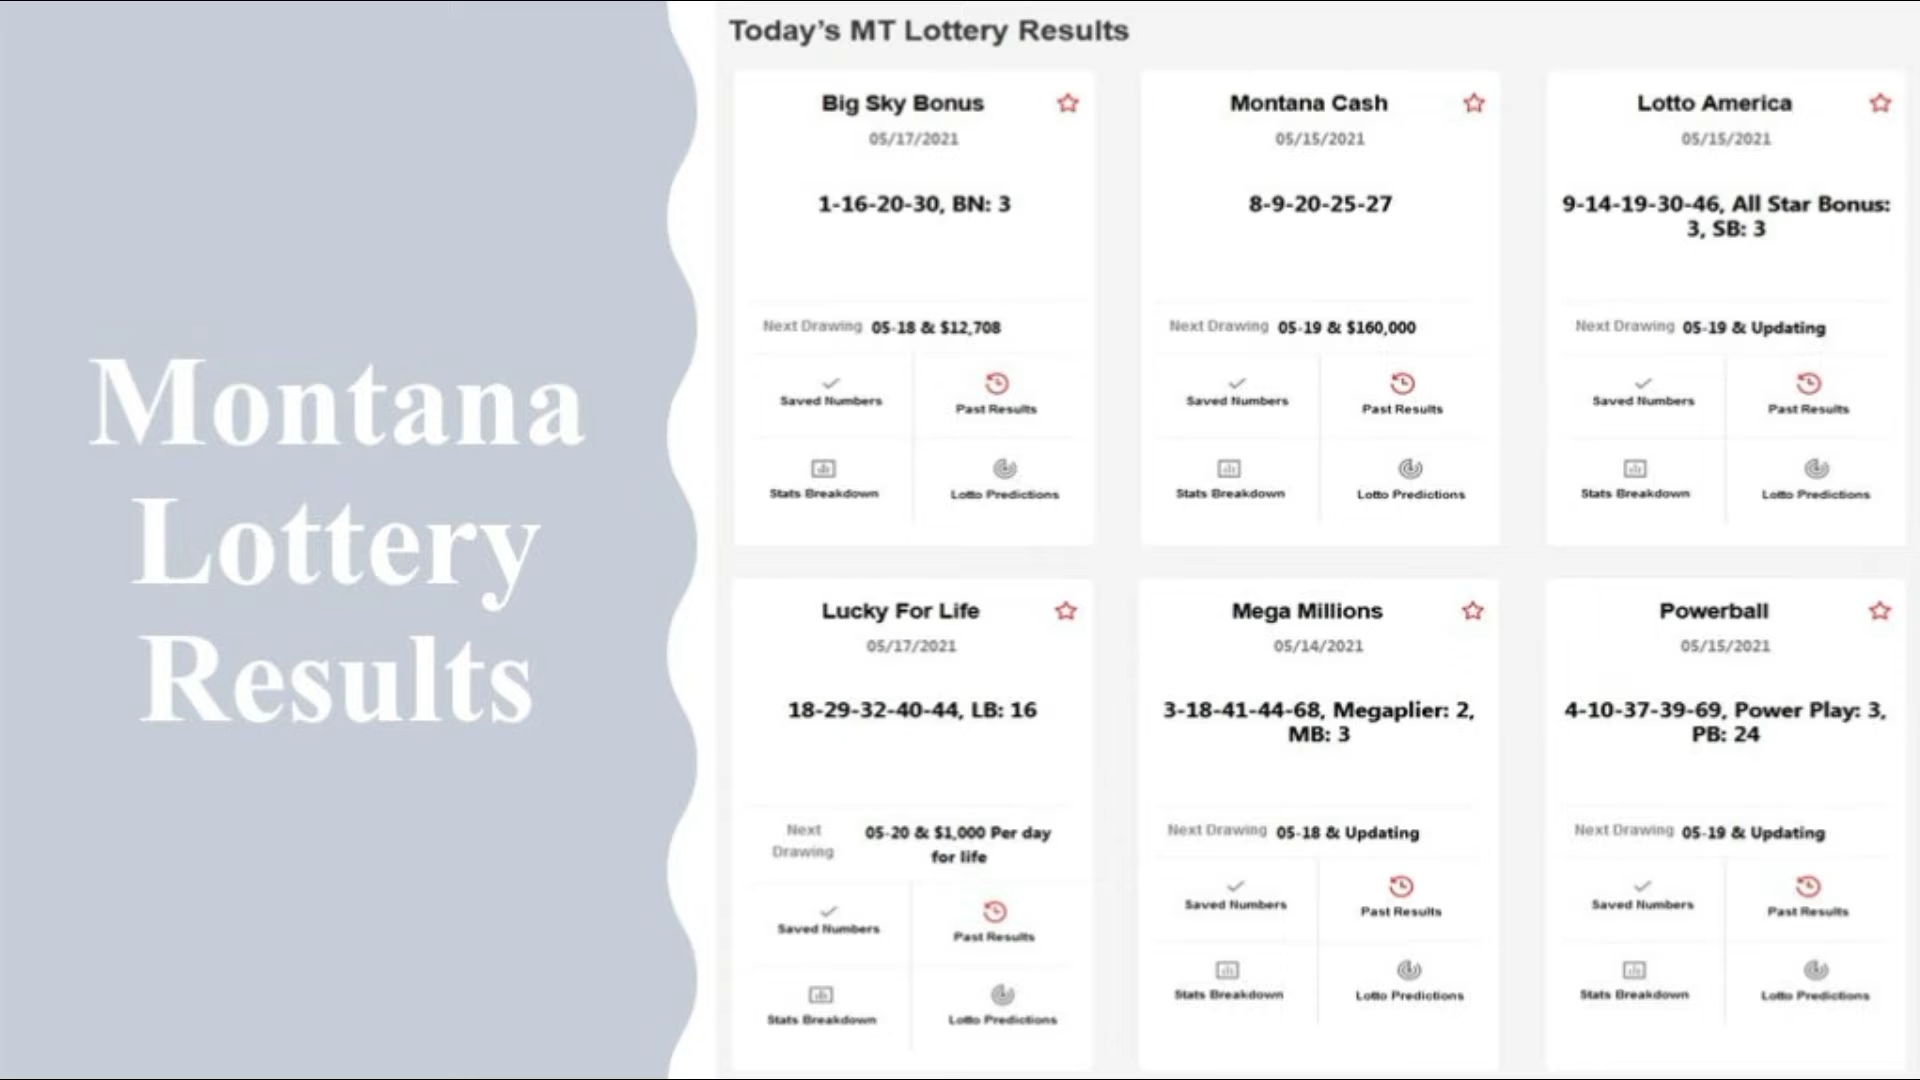 Montana
Lottery
Results
Today's MT Lottery Results
Big Sky Bonus
05/17/2021
1-16-20-30, BN: 3
Next Drawing 05-18 & $12,708
Saved Numbers
Past Results
Stats Breakdown
Lotto Predictions
Montana Cash
05/15/2021
8-9-20-25-27
Next Drawing 05-19 & $160,000
Saved Numbers
Past Results
Stats Breakdown
Lotto Predictions
Lotto America
05/15/2021
9-14-19-30-46, All Star Bonus:
3, SB: 3
Next Drawing 05-19 & Updating
Saved Numbers
Past Results
Stats Breakdown
Lotto Predictions
Lucky For Life
05/17/2021
18-29-32-40-44, LB: 16
Next
Drawing
05-20 & $1,000 Per day
for life
Saved Numbers
Past Results
Stats Breakdown
Lotto Predictions
Mega Millions
05/14/2021
3-18-41-44-68, Megaplier: 2,
MB: 3
Next Drawing 05-18 & Updating
Saved Numbers
Past Results
Stats Breakdown
Lotto Predictions
Powerball
05/15/2021
4-10-37-39-69, Power Play: 3,
PB: 24
Next Drawing 05-19 & Updating
Saved Numbers
Past Results
Stats Breakdown
Lotto Predictions